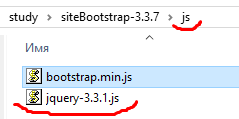 study > siteBootstrap-3.3.7 > js
Имя
bootstrap.min.js
jquery-3.3.1.js